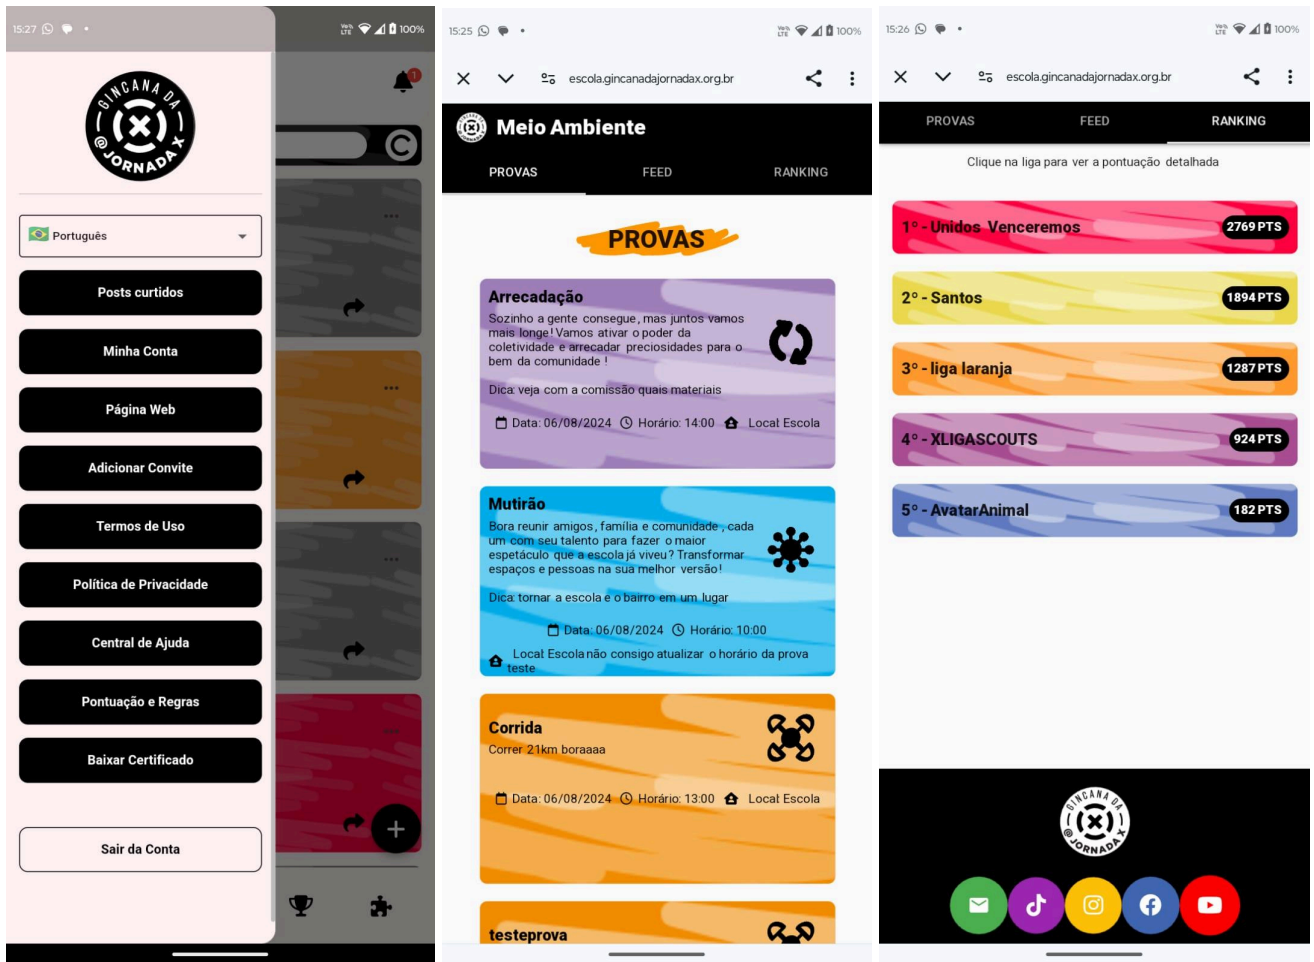 15:27
VoLTE 100%
1
GINCANA DA
@JORNADA X
Português
Posts curtidos
Minha Conta
Página Web
Adicionar Convite
Termos de Uso
Política de Privacidade
Central de Ajuda
Pontuação e Regras
Baixar Certificado
Sair da Conta
15:25
VoLTE 100%
escola.gincanadajornadax.org.br
Meio Ambiente
PROVAS FEED RANKING
PROVAS
Arrecadação
Sozinho a gente consegue, mas juntos vamos
mais longe! Vamos ativar o poder da
coletividade e arrecadar preciosidades para o
bem da comunidade !
Dica: veja com a comissão quais materiais
Data: 06/08/2024 Horário: 14:00 Local: Escola
Mutirão
Bora reunir amigos, família e comunidade , cada
um com seu talento para fazer o maior
espetáculo que a escola já viveu? Transformar
espaços e pessoas na sua melhor versão!
Dica: tornar a escola e o bairro em um lugar
Data: 06/08/2024 Horário: 10:00
Local: Escola não consigo atualizar o horário da prova
teste
Corrida
Correr 21km boraaaa
Data: 06/08/2024 Horário: 13:00 Local: Escola
testeprova
15:26
VoLTE 100%
escola.gincanadajornadax.org.br
PROVAS FEED RANKING
Clique na liga para ver a pontuação detalhada
1º - Unidos Venceremos 2769 PTS
2º - Santos 1894 PTS
3º - liga laranja 1287 PTS
4º - XLIGASCOUTS 924 PTS
5º - AvatarAnimal 182 PTS
GINCANA DA
@JORNADA X